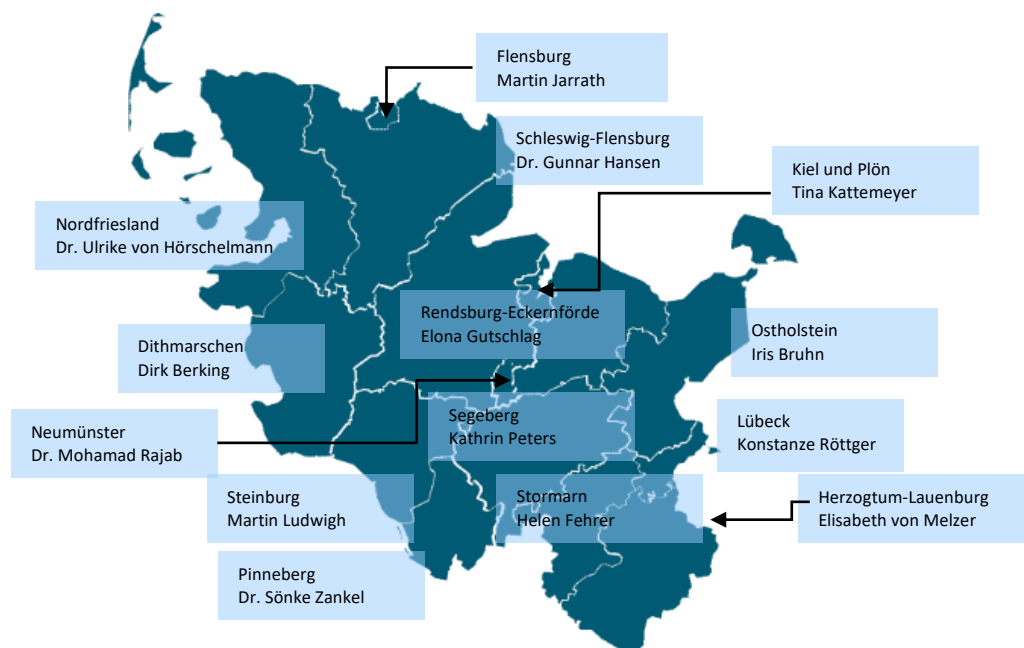 Flensburg
Martin Jarrath
Schleswig-Flensburg
Dr. Gunnar Hansen
Kiel und Plön
Tina Kattemeyer
Nordfriesland
Dr. Ulrike von Hörschelmann
Rendsburg-Eckernförde
Elona Gutschlag
Ostholstein
Iris Bruhn
Dithmarschen
Dirk Berking
Segeberg
Kathrin Peters
Lübeck
Konstanze Röttger
Neumünster
Dr. Mohamad Rajab
Steinburg
Martin Ludwigh
Stormarn
Helen Fehrer
Herzogtum-Lauenburg
Elisabeth von Melzer
Pinneberg
Dr. Sönke Zankel